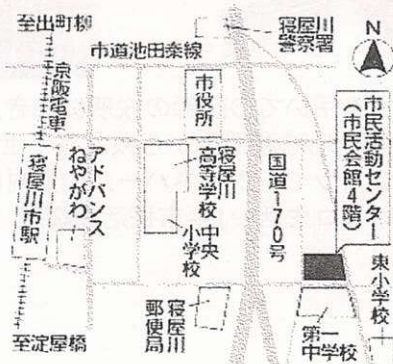 至出町柳
寝屋川
警察署
N
市道池田秦線
京阪電車
市役所
市民活動センター
（市民会館4階）
寝屋川市駅
アドバンス
ねやがわ
寝屋川
高等学校
中央
小学校
国道170号
東小学校
至淀屋橋
寝屋川
郵便局
第一
中学校